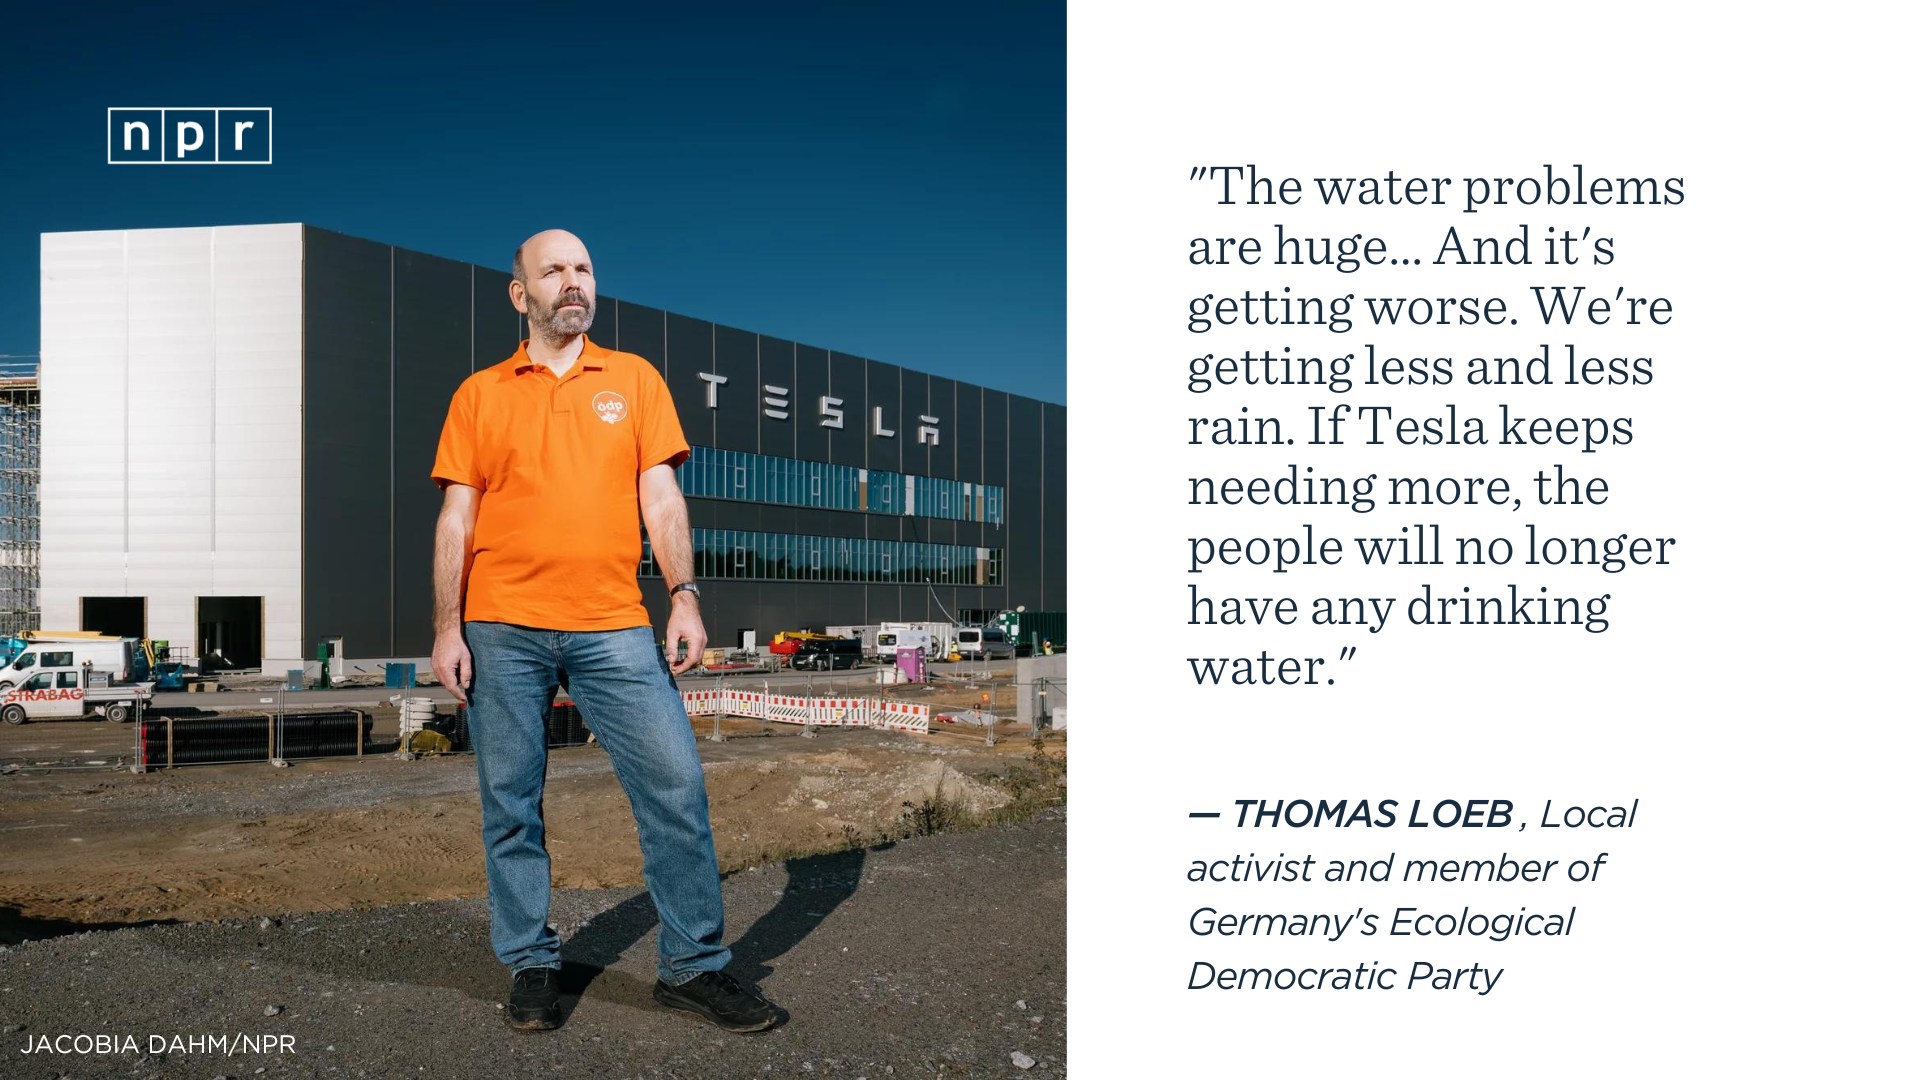 npr
TESLA
ödp
STRABAG
JACOBIA DAHM/NPR
"The water problems
are huge... And it's
getting worse. We're
getting less and less
rain. If Tesla keeps
needing more, the
people will no longer
have any drinking
water."
— THOMAS LOEB , Local
activist and member of
Germany's Ecological
Democratic Party